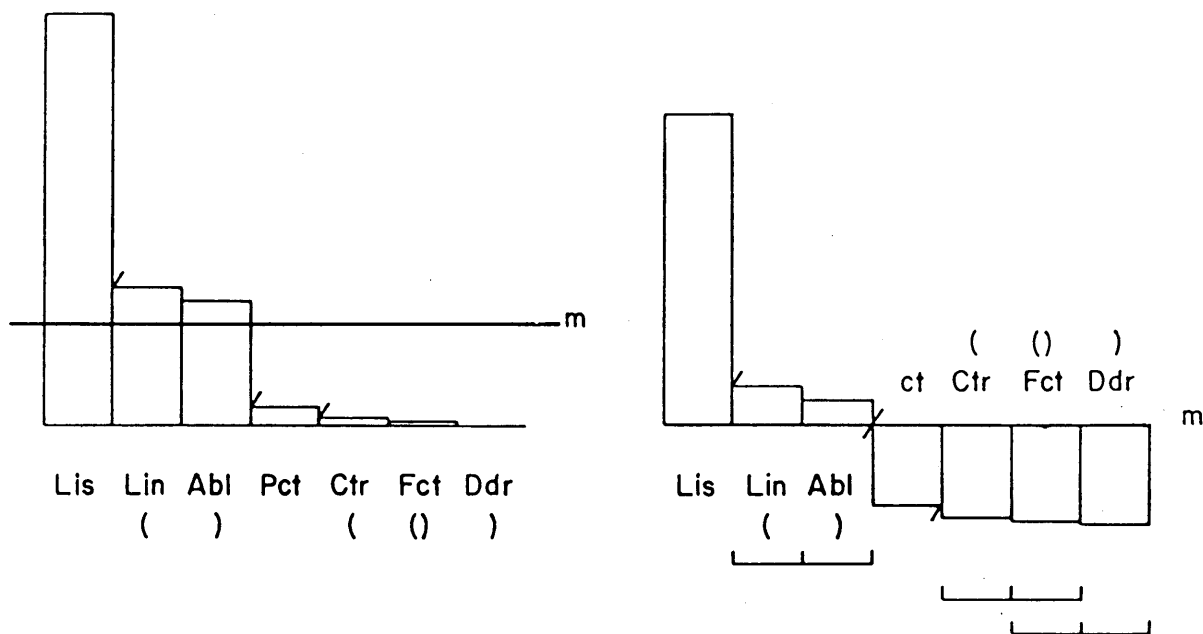 m
Lis Lin Abl Pct Ctr Fct Ddr
( ) ( () )
( () )
ct Ctr Fct Ddr
m
Lis Lin Abl
( )